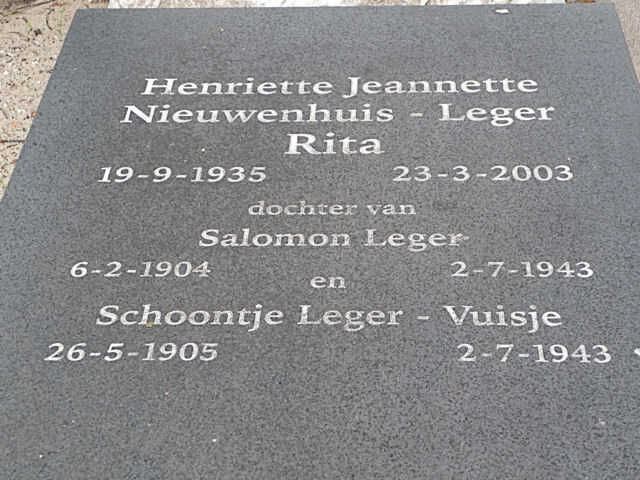 Henriette Jeannette
Nieuwenhuis - Leger
Rita
19-9-1935 23-3-2003
dochter van
Salomon Leger
6-2-1904 2-7-1943
en
Schoontje Leger - Vuisje
26-5-1905 2-7-1943